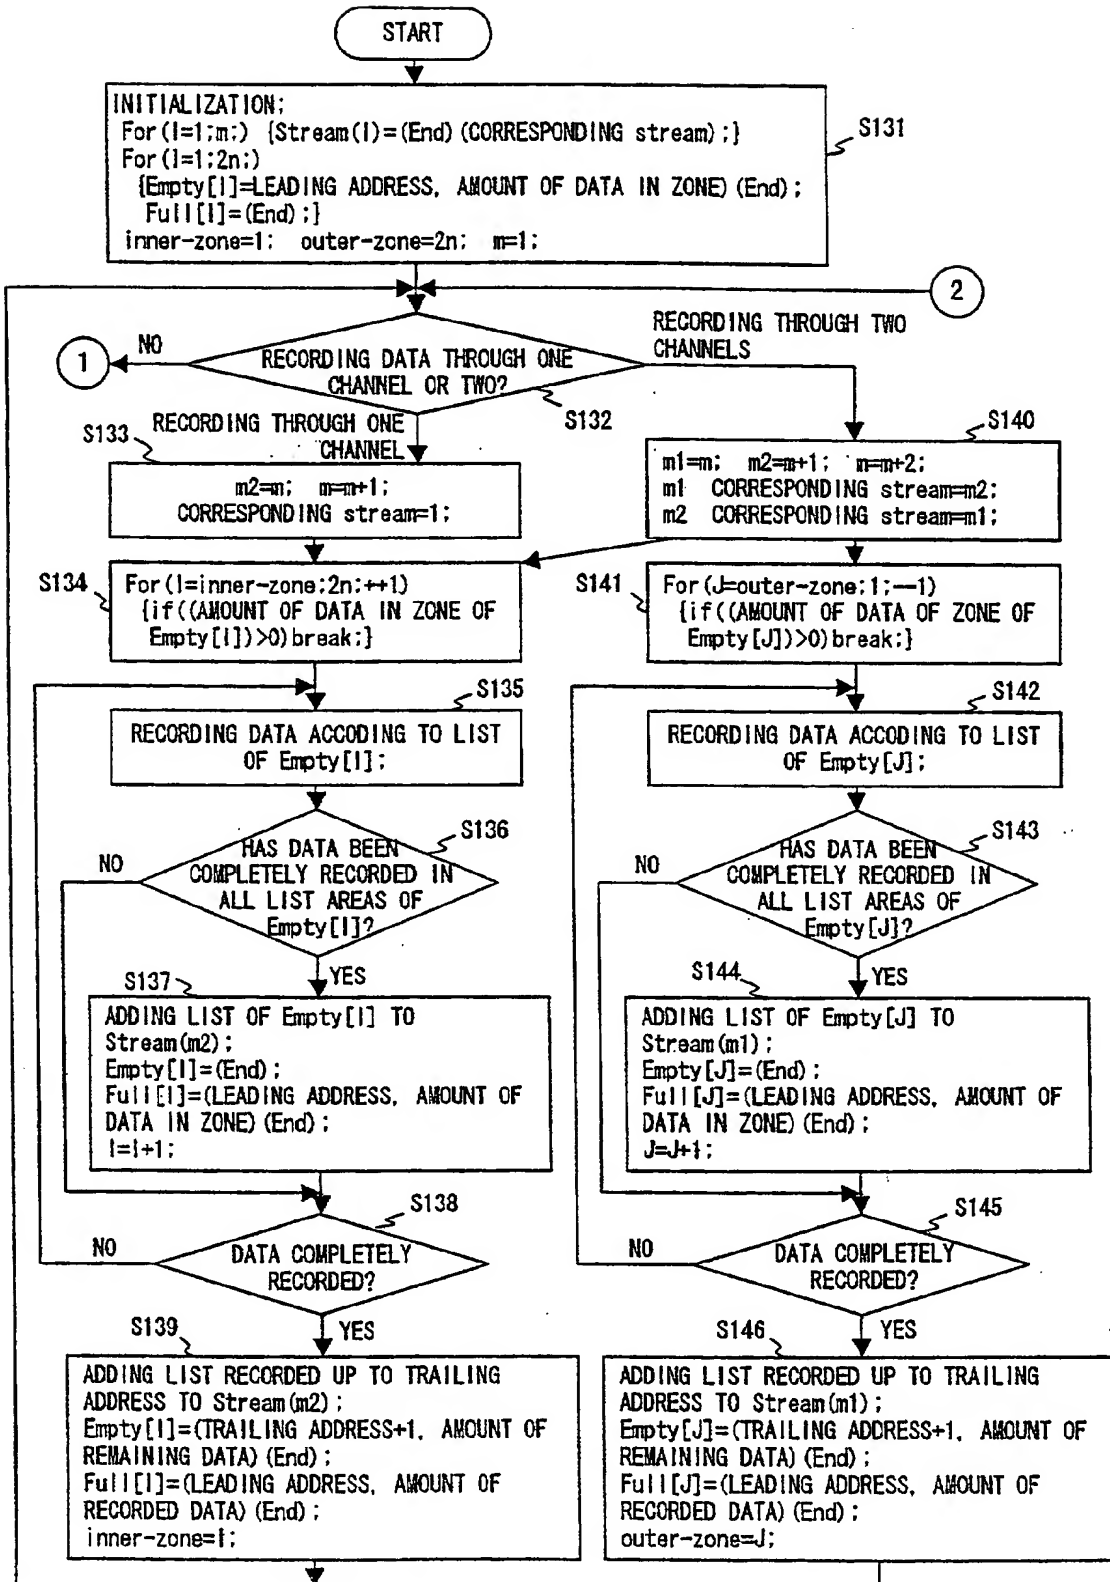 START
INITIALIZATION;
For(I=1;m;) {Stream(I)=(End)(CORRESPONDING stream);}
For(I=1;2n;)
{Empty[I]=LEADING ADDRESS, AMOUNT OF DATA IN ZONE)(End);
Full[I]=(End);}
inner-zone=1; outer-zone=2n; m=1;
S131
2
1
NO
RECORDING DATA THROUGH ONE
CHANNEL OR TWO?
S132
RECORDING THROUGH TWO
CHANNELS
RECORDING THROUGH ONE
CHANNEL
S133
m2=m; m=m+1;
CORRESPONDING stream=1;
S140
m1=m; m2=m+1; m=m+2;
m1 CORRESPONDING stream=m2;
m2 CORRESPONDING stream=m1;
S134
For(I=inner-zone;2n;++1)
{if((AMOUNT OF DATA IN ZONE OF
Empty[I])>0)break;}
S141
For(J=outer-zone;1;--1)
{if((AMOUNT OF DATA OF ZONE OF
Empty[J])>0)break;}
S135
RECORDING DATA ACCODING TO LIST
OF Empty[I];
S142
RECORDING DATA ACCODING TO LIST
OF Empty[J];
S136
NO
HAS DATA BEEN
COMPLETELY RECORDED IN
ALL LIST AREAS OF
Empty[I]?
YES
S143
NO
HAS DATA BEEN
COMPLETELY RECORDED IN
ALL LIST AREAS OF
Empty[J]?
YES
S137
ADDING LIST OF Empty[I] TO
Stream(m2);
Empty[I]=(End);
Full[I]=(LEADING ADDRESS, AMOUNT OF
DATA IN ZONE)(End);
I=I+1;
S144
ADDING LIST OF Empty[J] TO
Stream(m1);
Empty[J]=(End);
Full[J]=(LEADING ADDRESS, AMOUNT OF
DATA IN ZONE)(End);
J=J+1;
S138
NO
DATA COMPLETELY
RECORDED?
YES
S145
NO
DATA COMPLETELY
RECORDED?
YES
S139
ADDING LIST RECORDED UP TO TRAILING
ADDRESS TO Stream(m2);
Empty[I]=(TRAILING ADDRESS+1, AMOUNT OF
REMAINING DATA)(End);
Full[I]=(LEADING ADDRESS, AMOUNT OF
RECORDED DATA)(End);
inner-zone=I;
S146
ADDING LIST RECORDED UP TO TRAILING
ADDRESS TO Stream(m1);
Empty[J]=(TRAILING ADDRESS+1, AMOUNT OF
REMAINING DATA)(End);
Full[J]=(LEADING ADDRESS, AMOUNT OF
RECORDED DATA)(End);
outer-zone=J;